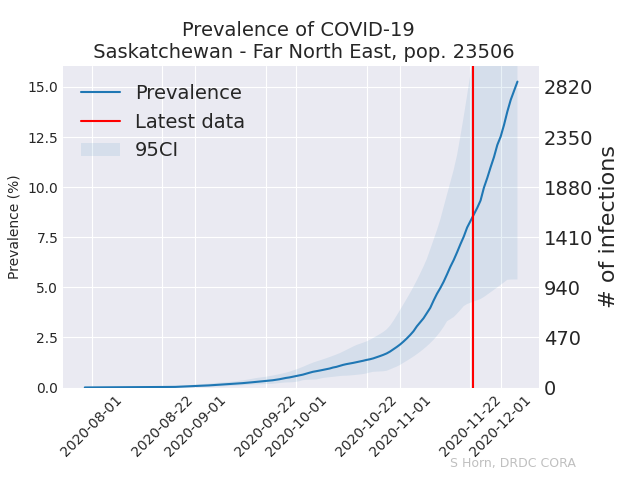 Prevalence of COVID-19
Saskatchewan - Far North East, pop. 23506
Prevalence
Latest data
95CI
Prevalence (%)
15.0
12.5
10.0
7.5
5.0
2.5
0.0
2820
2350
1880
1410
940
470
0
# of infections
2020-08-01
2020-08-22
2020-09-01
2020-09-22
2020-10-01
2020-10-22
2020-11-01
2020-11-22
2020-12-01
S Horn, DRDC CORA